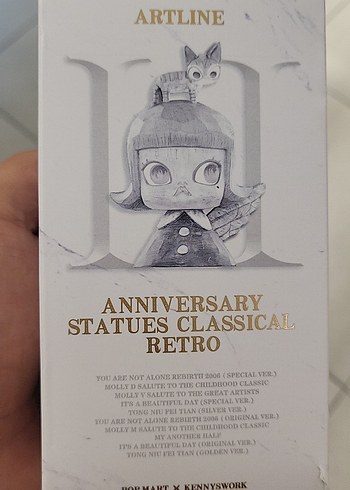 ARTLINE
ANNIVERSARY
STATUES CLASSICAL
RETRO
YOU ARE NOT ALONE REBIRTH 2006 ( SPECIAL VER.)
MOLLY D SALUTE TO THE CHILDHOOD CLASSIC
MOLLY V SALUTE TO THE GREAT ARTISTS
IT'S A BEAUTIFUL DAY (SPECIAL VER.)
TONG NIU FEI TIAN (SILVER VER.)
YOU ARE NOT ALONE REBIRTH 2006 ( ORIGINAL VER.)
MOLLY M SALUTE TO THE CHILDHOOD CLASSIC
MY ANOTHER HALF
IT'S A BEAUTIFUL DAY (ORIGINAL VER.)
TONG NIU FEI TIAN (GOLDEN VER.)
POP MART × KENNYSWORK